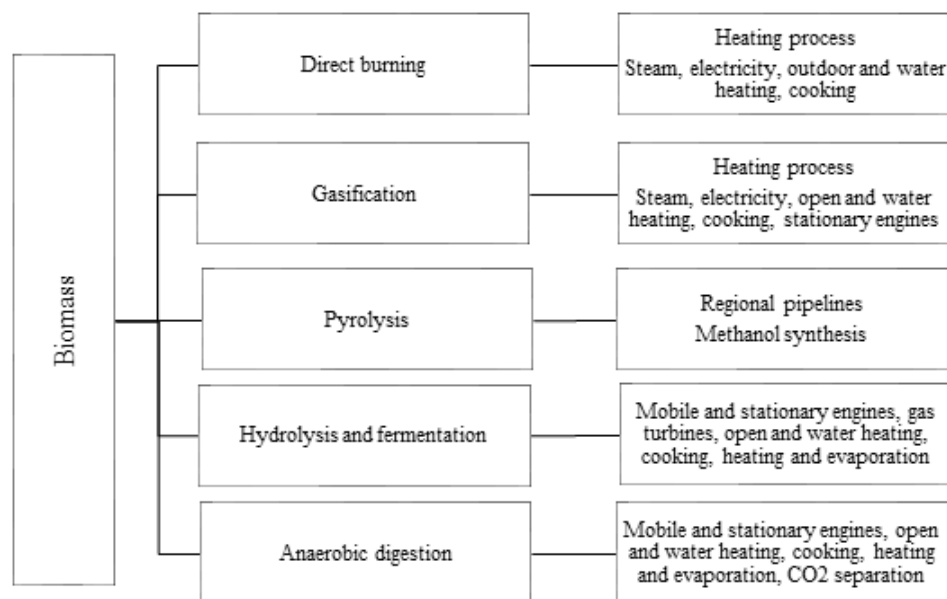 Biomass
Direct burning
Heating process
Steam, electricity, outdoor and water
heating, cooking
Gasification
Heating process
Steam, electricity, open and water
heating, cooking, stationary engines
Pyrolysis
Regional pipelines
Methanol synthesis
Hydrolysis and fermentation
Mobile and stationary engines, gas
turbines, open and water heating,
cooking, heating and evaporation
Anaerobic digestion
Mobile and stationary engines, open
and water heating, cooking, heating
and evaporation, CO2 separation